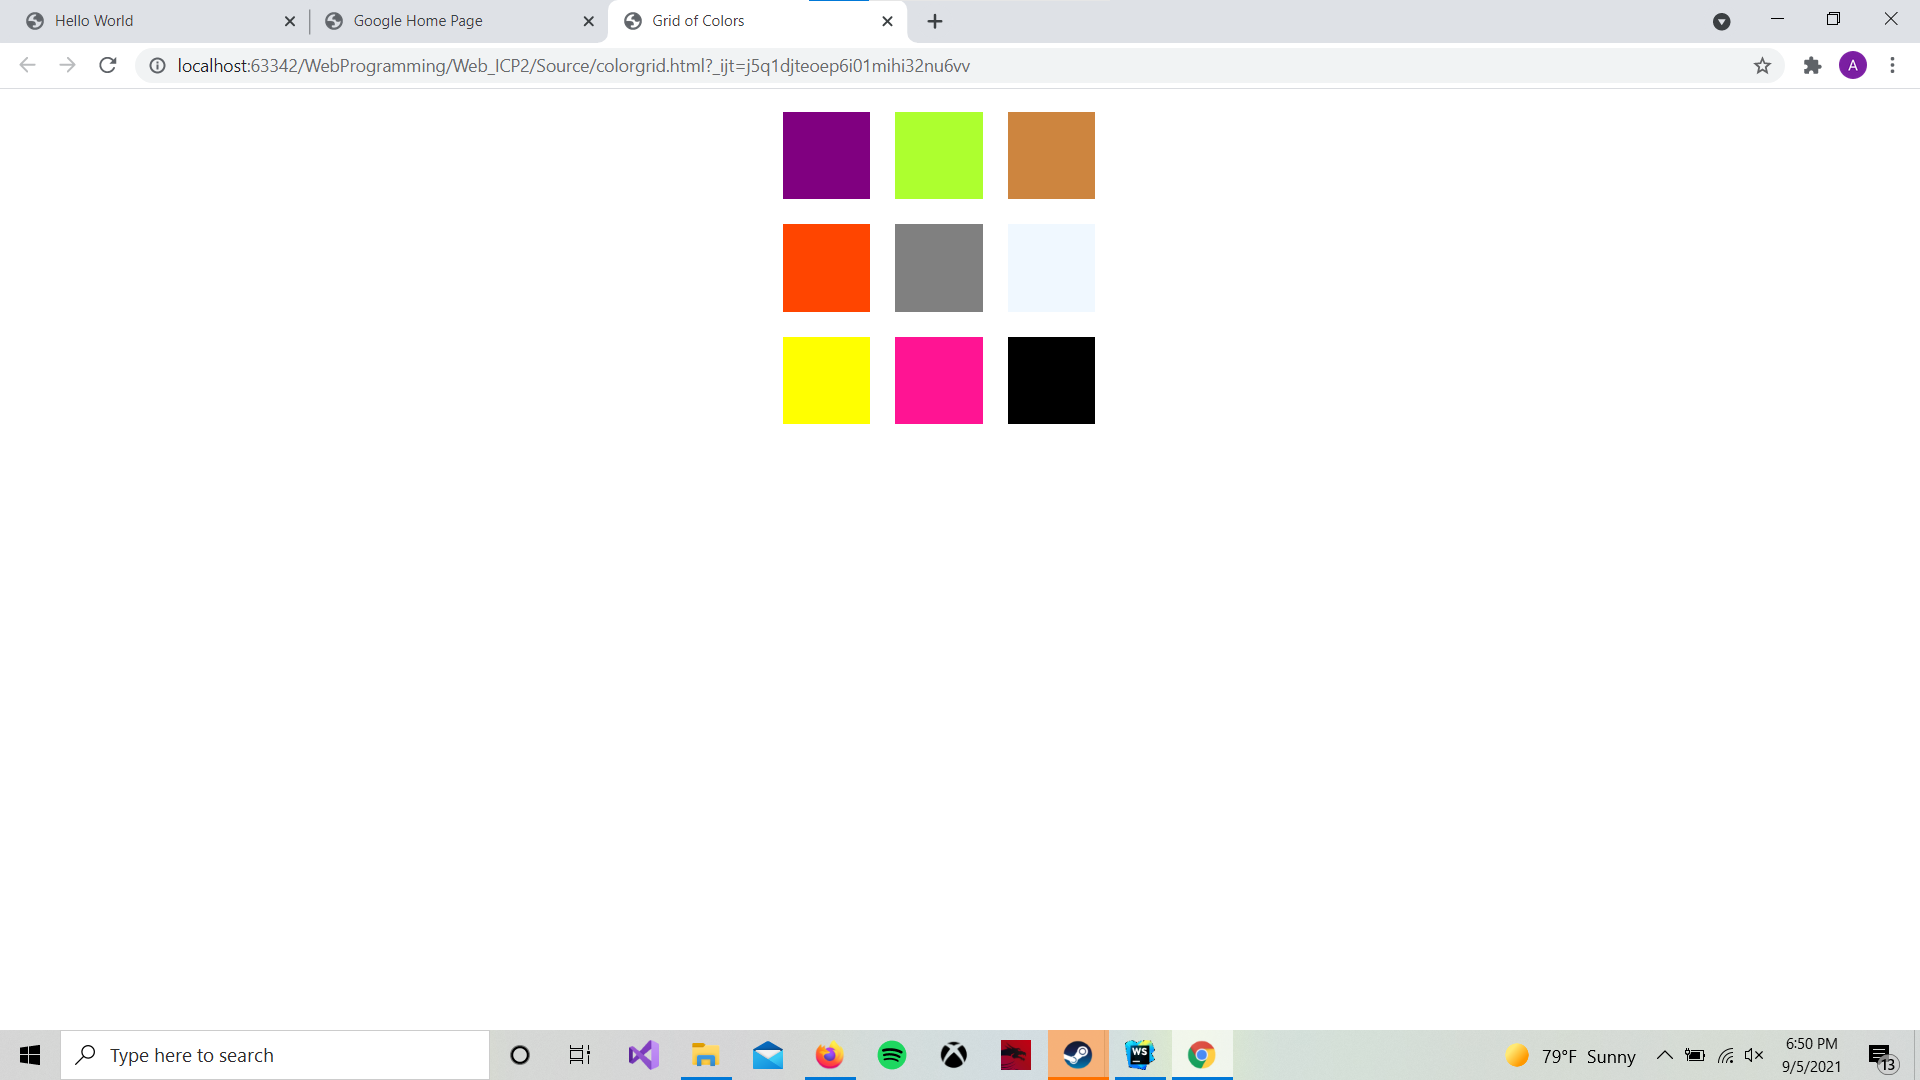 Hello World
Google Home Page
Grid of Colors
localhost:63342/WebProgramming/Web_ICP2/Source/colorgrid.html?_ijt=j5q1djteoep6i01mihi32nu6vv
A
Type here to search
WS
79°F Sunny
6:50 PM
9/5/2021
13